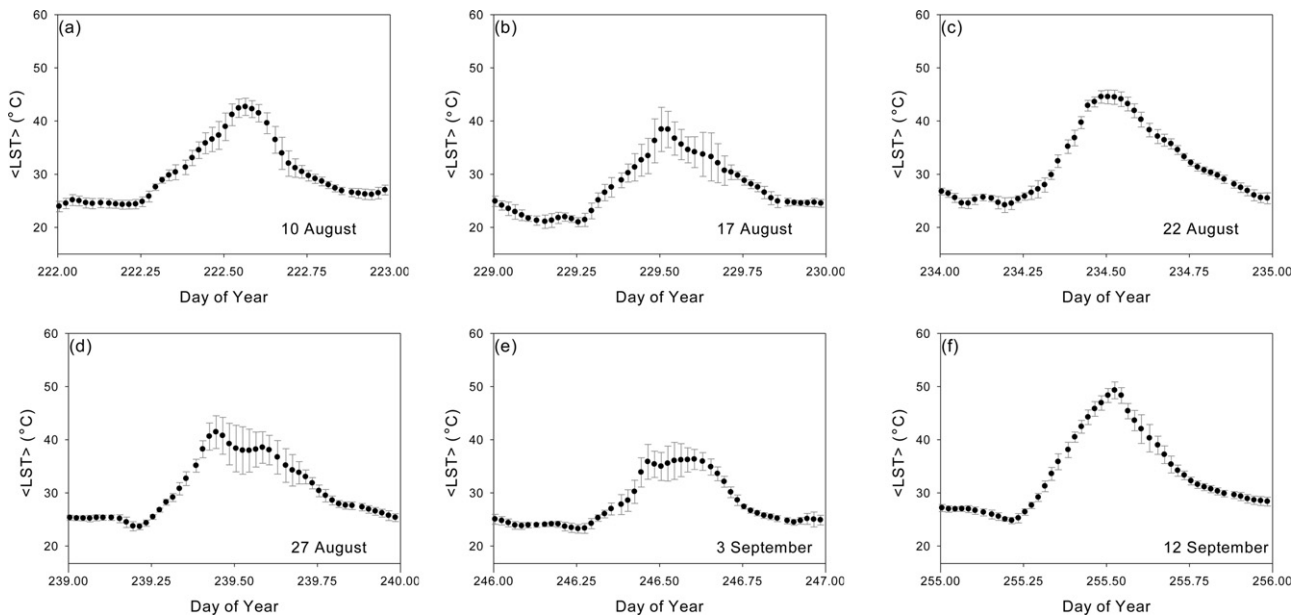 (a)
60
50
40
30
20
<LST> (°C)
10 August
222.00 222.25 222.50 222.75 223.00
Day of Year
(b)
60
50
40
30
20
<LST> (°C)
17 August
229.00 229.25 229.50 229.75 230.00
Day of Year
(c)
60
50
40
30
20
<LST> (°C)
22 August
234.00 234.25 234.50 234.75 235.00
Day of Year
(d)
60
50
40
30
20
<LST> (°C)
27 August
239.00 239.25 239.50 239.75 240.00
Day of Year
(e)
60
50
40
30
20
<LST> (°C)
3 September
246.00 246.25 246.50 246.75 247.00
Day of Year
(f)
60
50
40
30
20
<LST> (°C)
12 September
255.00 255.25 255.50 255.75 256.00
Day of Year